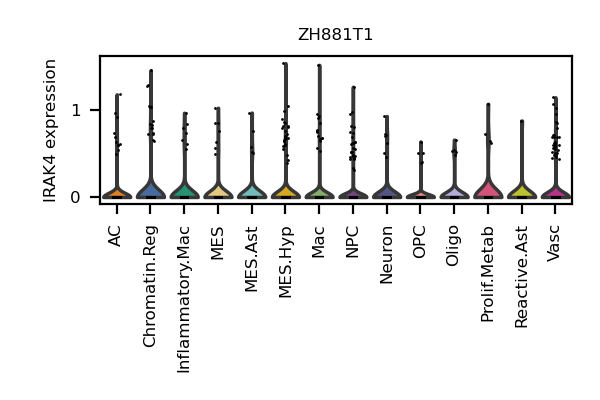 ZH881T1
IRAK4 expression
1
0
AC
Chromatin.Reg
Inflammatory.Mac
MES
MES.Ast
MES.Hyp
Mac
NPC
Neuron
OPC
Oligo
Prolif.Metab
Reactive.Ast
Vasc